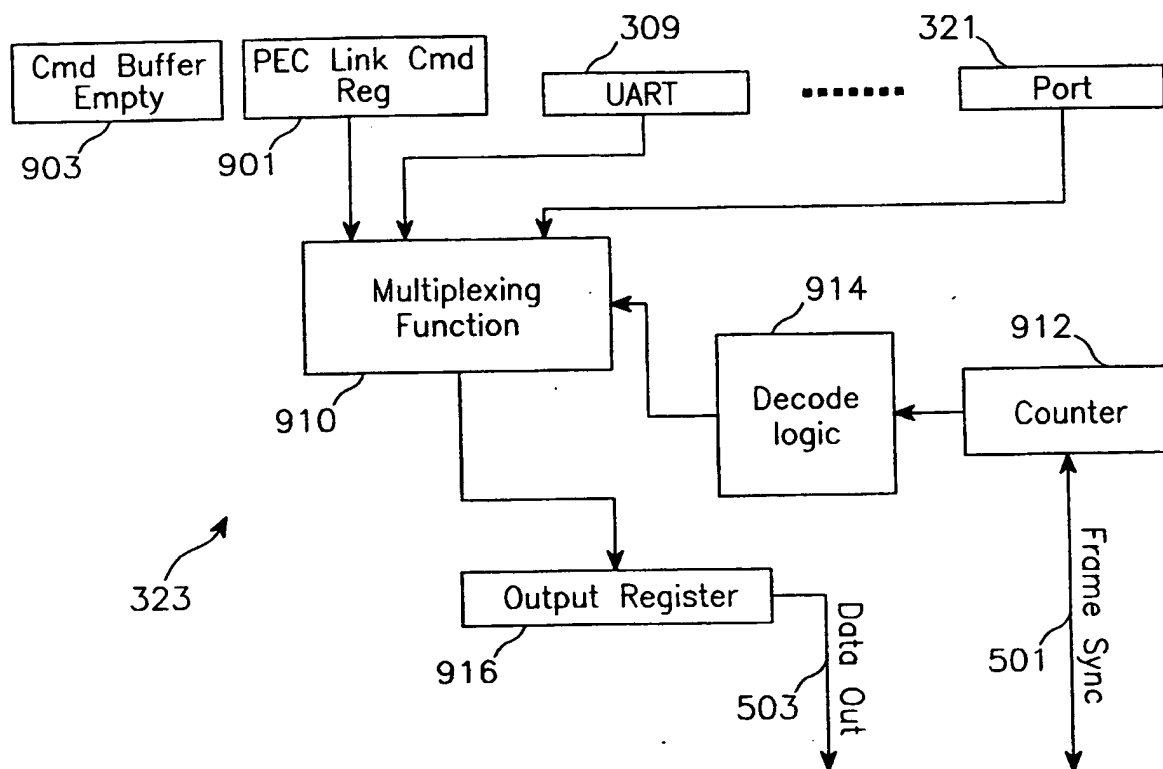 309
321
Cmd Buffer
Empty
PEC Link Cmd
Reg
UART
Port
903
901
Multiplexing
Function
914
912
910
Decode
logic
Counter
323
Output Register
916
503
Data Out
501
Frame Sync